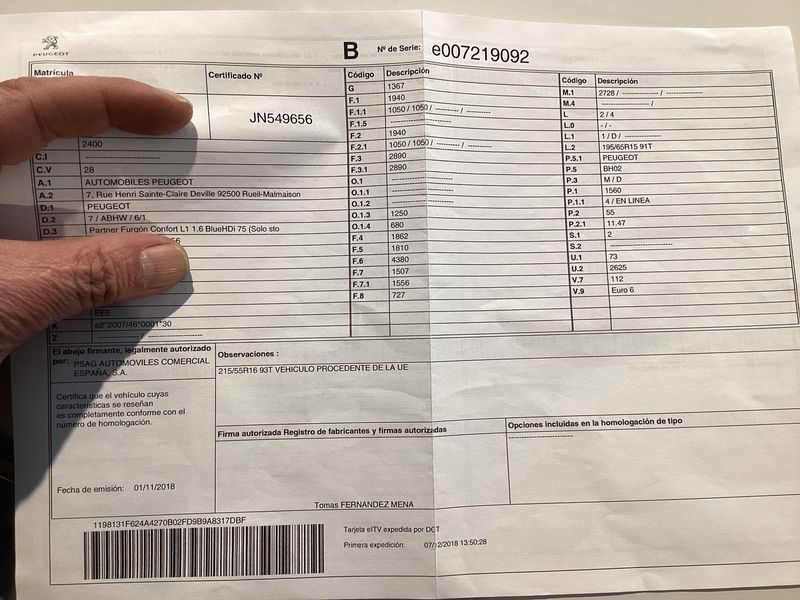 PEUGEOT
B Nº de Serie: e007219092
Matrícula
Certificado Nº
JN549656
2400
C.I ------------------------
C.V 28
A.1 AUTOMOBILES PEUGEOT
A.2 7, Rue Henri Sainte-Claire Deville 92500 Rueil-Malmaison
D.1 PEUGEOT
D.2 7 / ABHW / 6/1
D.3 Partner Furgón Confort L1 1.6 BlueHDi 75 (Solo sto
EEE
K e2*2007/46*0001*30
Z ---------------- / -------------------
Código Descripción
G 1367
F.1 1940
F.1.1 1050 / 1050 / ---------- / ----------
F.1.5 ------------------------
F.2 1940
F.2.1 1050 / 1050 / ---------- / ----------
F.3 2890
F.3.1 2890
O.1 ------------------------
O.1.1 ------------------------
O.1.2 ------------------------
O.1.3 1250
O.1.4 680
F.4 1862
F.5 1810
F.6 4380
F.7 1507
F.7.1 1556
F.8 727
Código Descripción
M.1 2728 / ---------------- / ----------------
M.4 ---------------------- /
L 2 / 4
L.0 - / -
L.1 1 / D / ----------------
L.2 195/65R15 91T
P.5.1 PEUGEOT
P.5 BH02
P.3 M / D
P.1 1560
P.1.1 4 / EN LINEA
P.2 55
P.2.1 11.47
S.1 2
S.2 ------------------------
U.1 73
U.2 2625
V.7 112
V.9 Euro 6
El abajo firmante, legalmente autorizado
por: PSAG AUTOMOVILES COMERCIAL
ESPAÑA, S.A.
Certifica que el vehículo cuyas
características se reseñan
es completamente conforme con el
número de homologación.
Fecha de emisión: 01/11/2018
Observaciones :
215/55R16 93T VEHICULO PROCEDENTE DE LA UE
Firma autorizada Registro de fabricantes y firmas autorizadas
Tomas FERNANDEZ MENA
Opciones incluidas en la homologación de tipo
------------------------
1198131F624A4270B02FD9B9A8317DBF
Tarjeta eITV expedida por DGT
Primera expedición: 07/12/2018 13:50:28